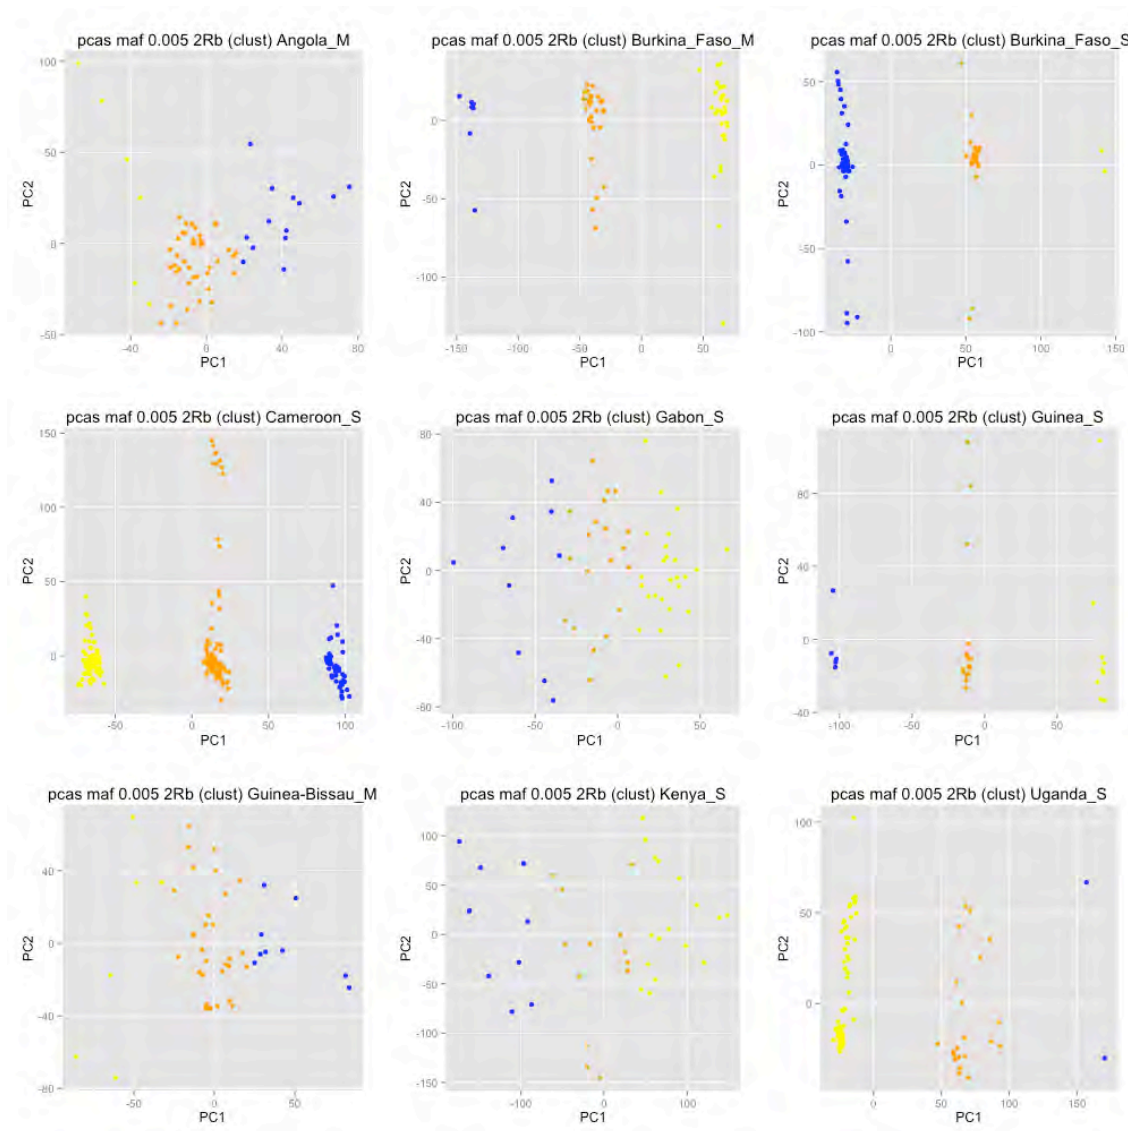 pcas maf 0.005 2Rb (clust) Angola_M
pcas maf 0.005 2Rb (clust) Burkina_Faso_M
pcas maf 0.005 2Rb (clust) Burkina_Faso_S
100
50
0
-50
PC2
-40
0
40
80
PC1
0
-50
-100
PC2
-150
-100
-50
0
50
PC1
50
0
-50
-100
PC2
0
50
100
150
PC1
pcas maf 0.005 2Rb (clust) Cameroon_S
pcas maf 0.005 2Rb (clust) Gabon_S
pcas maf 0.005 2Rb (clust) Guinea_S
150
100
50
0
PC2
-50
0
50
100
PC1
80
40
0
-40
-60
PC2
-100
-50
0
50
PC1
80
40
0
-40
PC2
-100
-50
0
50
PC1
pcas maf 0.005 2Rb (clust) Guinea-Bissau_M
pcas maf 0.005 2Rb (clust) Kenya_S
pcas maf 0.005 2Rb (clust) Uganda_S
40
0
-40
-80
PC2
-50
0
50
PC1
100
50
0
-50
-100
-150
PC2
-100
0
100
PC1
100
50
0
PC2
0
50
100
150
PC1